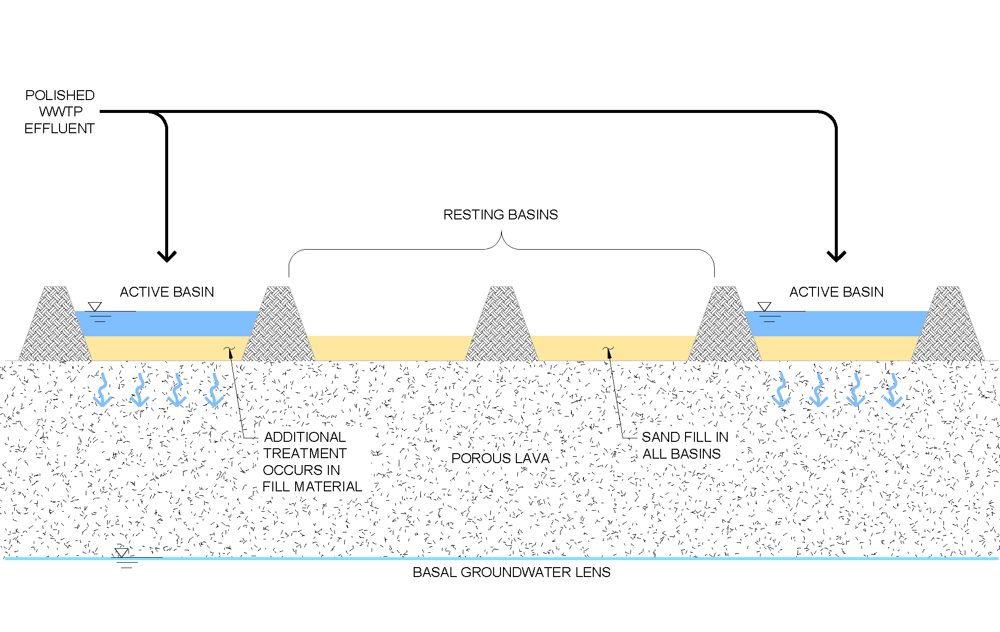 POLISHED
WWTP
EFFLUENT
RESTING BASINS
ACTIVE BASIN
ACTIVE BASIN
ADDITIONAL
TREATMENT
OCCURS IN
FILL MATERIAL
POROUS LAVA
SAND FILL IN
ALL BASINS
BASAL GROUNDWATER LENS